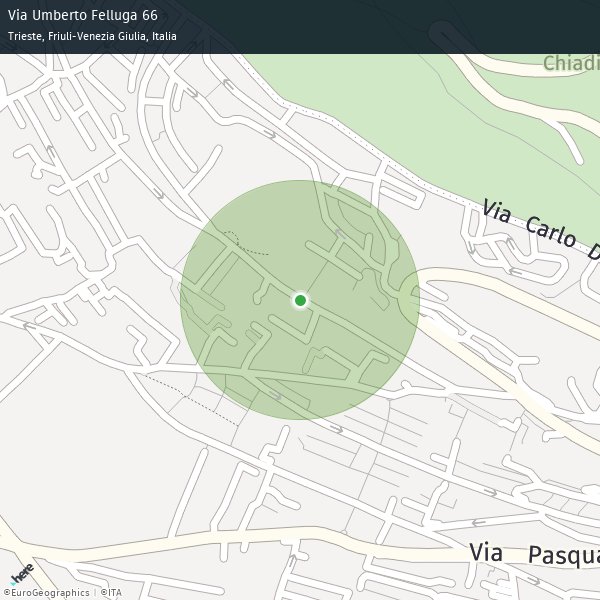 Via Umberto Felluga 66
Trieste, Friuli-Venezia Giulia, Italia
Chiadi
Via Carlo D
Via Pasqua
here
©EuroGeographics | ©ITA